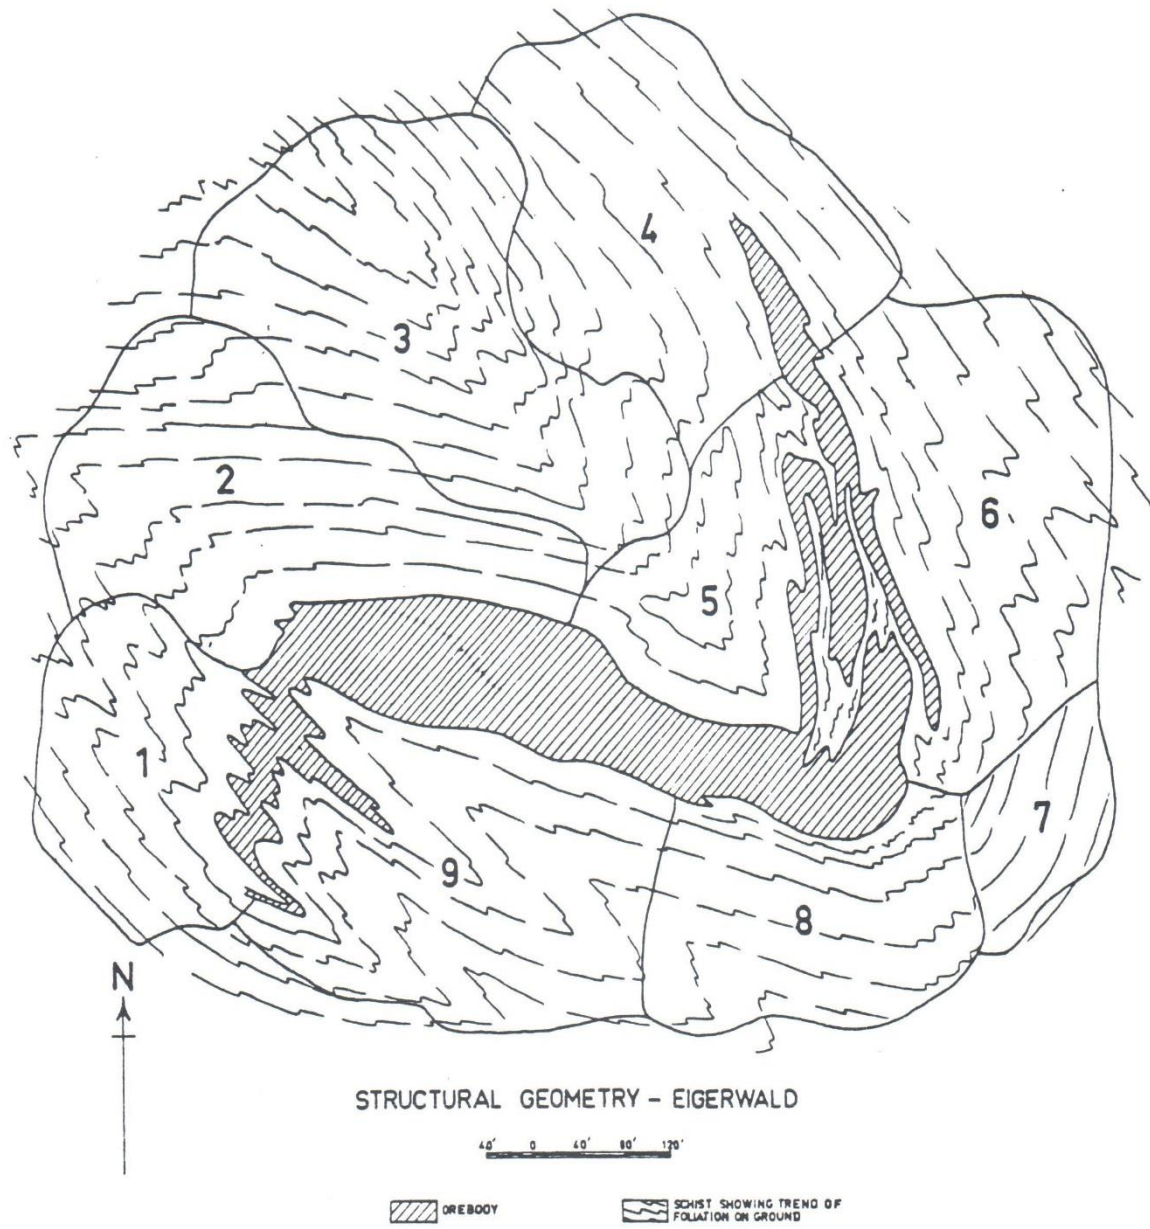 4
3
2
6
5
1
7
9
8
N
STRUCTURAL GEOMETRY – EIGERWALD
40' 0 40' 80' 120'
OREBODY
SCHIST SHOWING TREND OF
FOLIATION ON GROUND